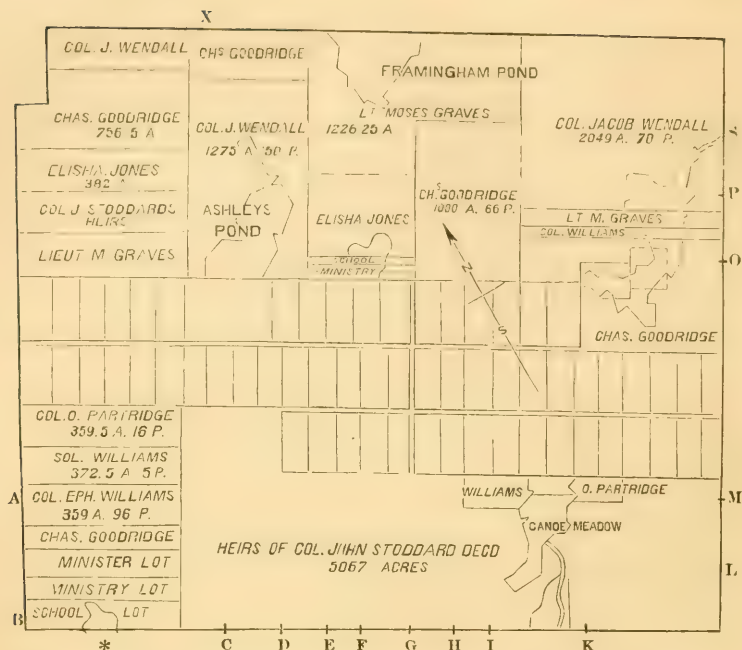 X
COL. J. WENDALL
CHS GOODRIDGE
FRAMINGHAM POND
CHAS. GOODRIDGE
756.5 A
COL. J. WENDALL
1275 A 50 P.
LT MOSES GRAVES
1226 25 A
COL. JACOB WENDALL
2049 A. 70 P.
ELISHA JONES
382 A
P
COL J STODDARDS
HEIRS
ASHLEYS
POND
ELISHA JONES
CHS GOODRIDGE
1000 A. 66 P.
LT M. GRAVES
COL. WILLIAMS
LIEUT M GRAVES
SCHOOL
MINISTRY
O
N
S
CHAS. GOODRIDGE
COL. O. PARTRIDGE
359.5 A. 16 P.
SOL. WILLIAMS
372.5 A 5 P.
A
COL. EPH. WILLIAMS
359 A. 96 P.
WILLIAMS
O. PARTRIDGE
M
CHAS. GOODRIDGE
CANOE MEADOW
MINISTER LOT
HEIRS OF COL. JOHN STODDARD DECD
5067 ACRES
L
MINISTRY LOT
B
SCHOOL LOT
* C D E F G H I K